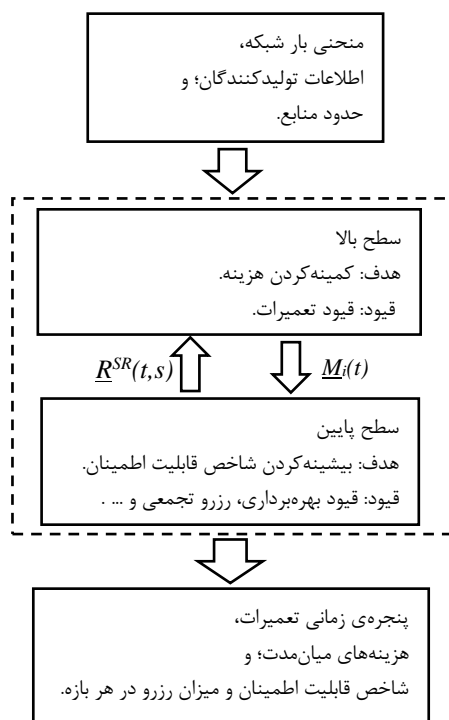 منحنی بار شبکه،
اطلاعات تولیدکنندگان؛ و
حدود منابع.
سطح بالا
هدف: کمینه‌کردن هزینه.
قیود: قیود تعمیرات.
R^SR(t,s)
M_i(t)
سطح پایین
هدف: بیشینه‌کردن شاخص قابلیت اطمینان.
قیود: قیود بهره‌برداری، رزرو تجمعی و ... .
پنجره‌ی زمانی تعمیرات،
هزینه‌های میان‌مدت؛ و
شاخص قابلیت اطمینان و میزان رزرو در هر بازه.